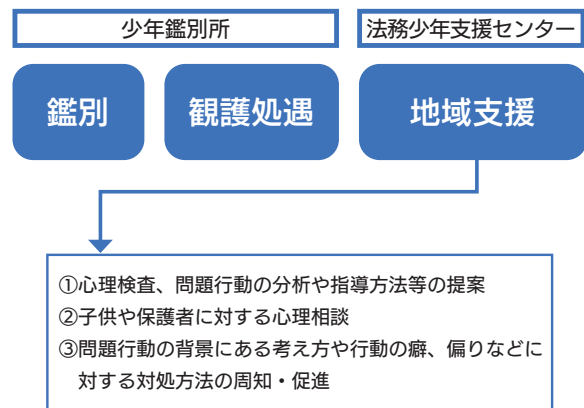 少年鑑別所
法務少年支援センター
鑑別
観護処遇
地域支援
①心理検査、問題行動の分析や指導方法等の提案
②子供や保護者に対する心理相談
③問題行動の背景にある考え方や行動の癖、偏りなどに
対する対処方法の周知・促進